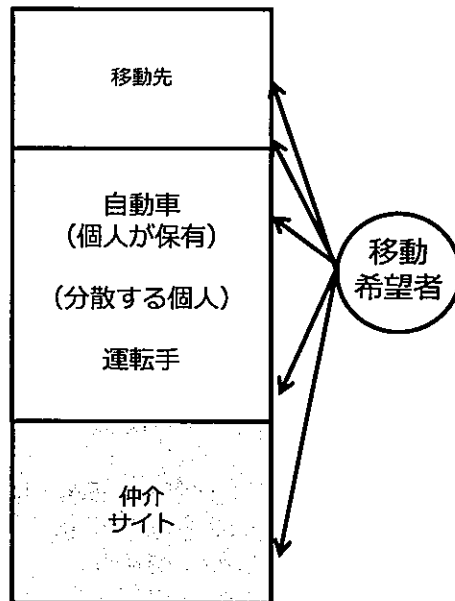 移動先
自動車
(個人が保有)
(分散する個人)
運転手
仲介
サイト
移動
希望者